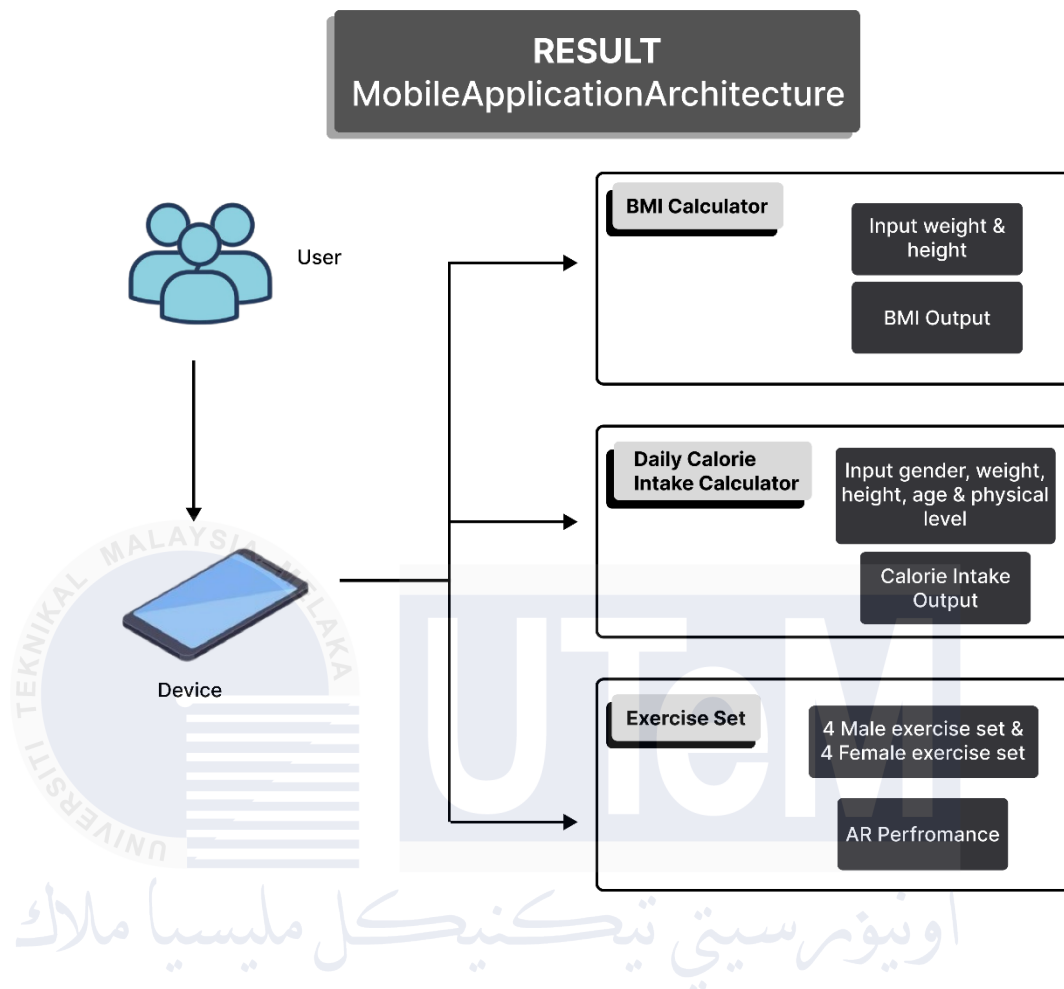 RESULT
MobileApplicationArchitecture
User
BMI Calculator
Input weight &
height
BMI Output
Daily Calorie
Intake Calculator
Input gender, weight,
height, age & physical
level
Calorie Intake
Output
Device
Exercise Set
4 Male exercise set &
4 Female exercise set
AR Perfromance
UNIVERSITI TEKNIKAL MALAYSIA MELAKA
UTeM
اونيۏرسيتي تيكنيكل مليسيا ملاك